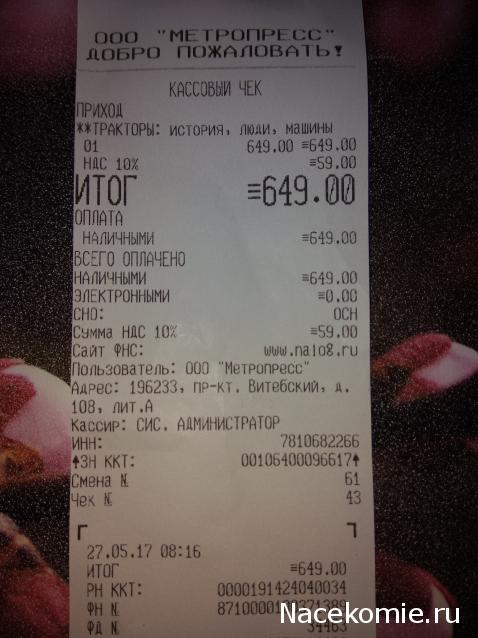 ООО "МЕТРОПРЕСС"
ДОБРО ПОЖАЛОВАТЬ!
КАССОВЫЙ ЧЕК
ПРИХОД
**ТРАКТОРЫ: ИСТОРИЯ, ЛЮДИ, МАШИНЫ
01 649.00 ≡649.00
НДС 10% ≡59.00
ИТОГ ≡649.00
ОПЛАТА
НАЛИЧНЫМИ ≡649.00
ВСЕГО ОПЛАЧЕНО
НАЛИЧНЫМИ ≡649.00
ЭЛЕКТРОННЫМИ ≡0.00
СНО: ОСН
Сумма НДС 10% ≡59.00
Сайт ФНС: www.nalog.ru
Пользователь: ООО "Метропресс"
Адрес: 196233, пр-кт. Витебский, д.
108, лит.А
Кассир: СИС. АДМИНИСТРАТОР
ИНН: 7810682266
↑ЗН ККТ: 00106400096617↑
Смена № 61
Чек № 43
27.05.17 08:16
ИТОГ ≡649.00
РН ККТ: 0000191424040034
ФН №
ФД №
Nacekomie.ru